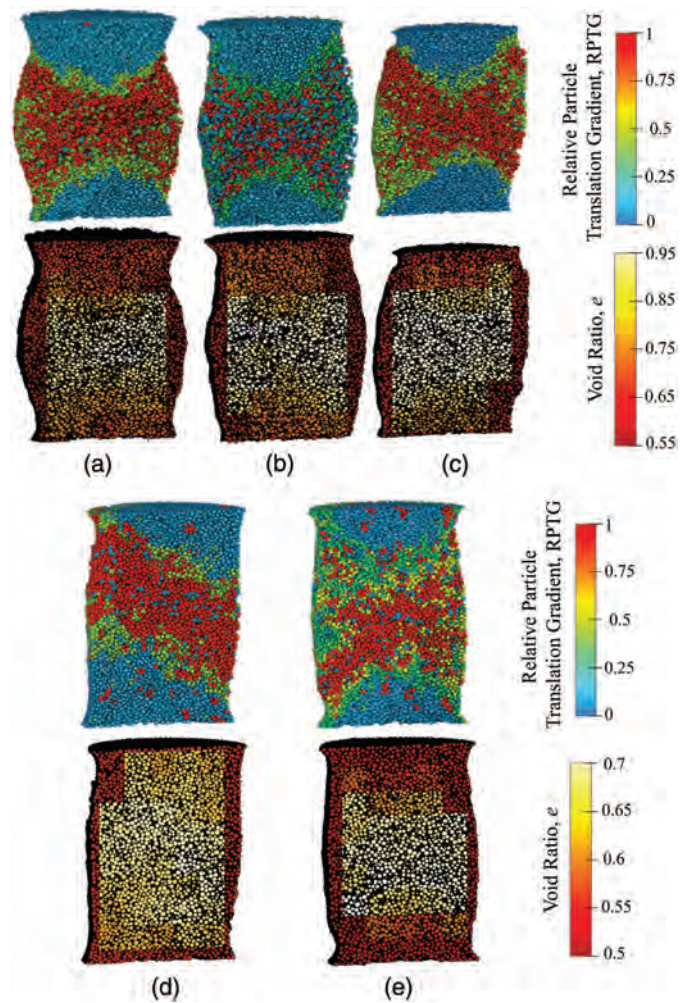 Relative Particle
Translation Gradient, RPTG
1
0.75
0.5
0.25
0
Void Ratio, e
0.95
0.85
0.75
0.65
0.55
(a)
(b)
(c)
Relative Particle
Translation Gradient, RPTG
1
0.75
0.5
0.25
0
Void Ratio, e
0.7
0.65
0.6
0.55
0.5
(d)
(e)